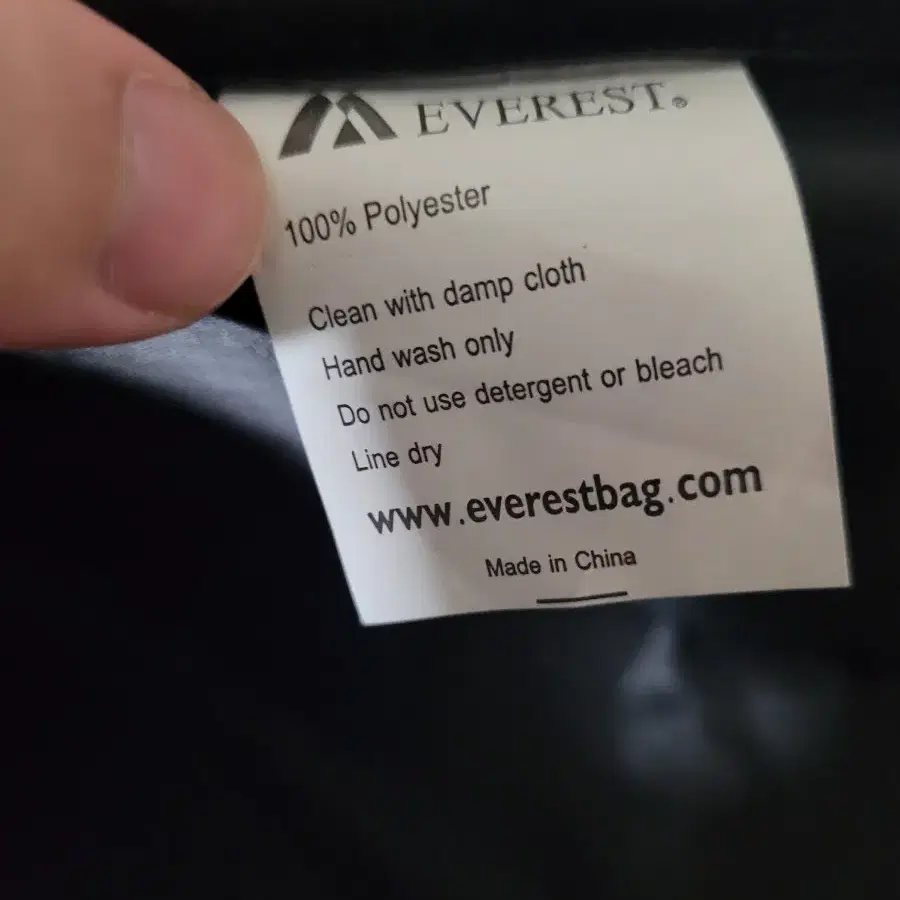 EVEREST®
100% Polyester
Clean with damp cloth
Hand wash only
Do not use detergent or bleach
Line dry
www.everestbag.com
Made in China